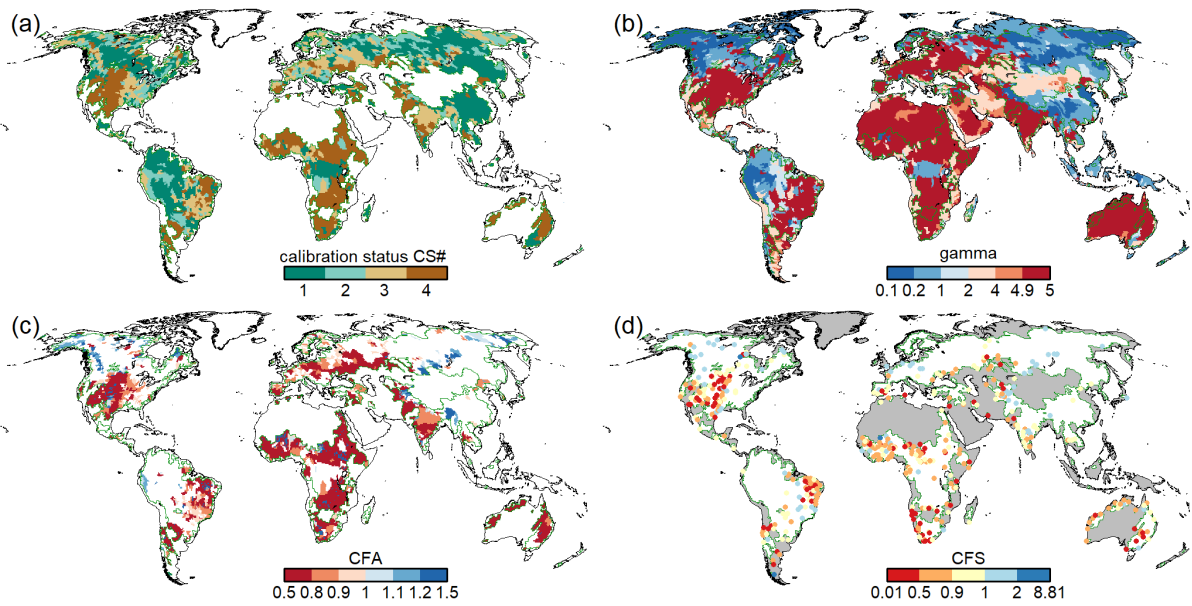 (a)
calibration status CS#
1 2 3 4
(b)
gamma
0.1 0.2 1 2 4 4.9 5
(c)
CFA
0.5 0.8 0.9 1 1.1 1.2 1.5
(d)
CFS
0.01 0.5 0.9 1 2 8.81